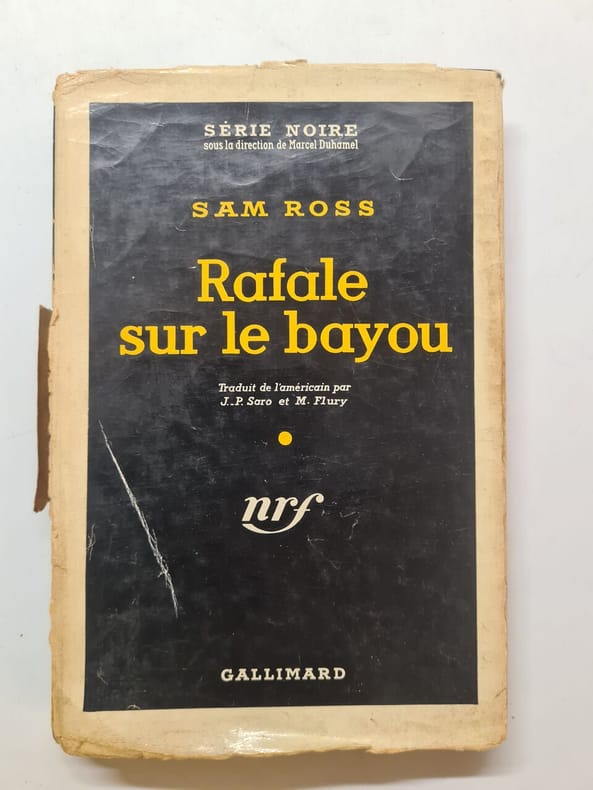 SÉRIE NOIRE
sous la direction de Marcel Duhamel
SAM ROSS
Rafale
sur le bayou
Traduit de l'américain par
J.-P. Saro et M. Flury
nrf
GALLIMARD